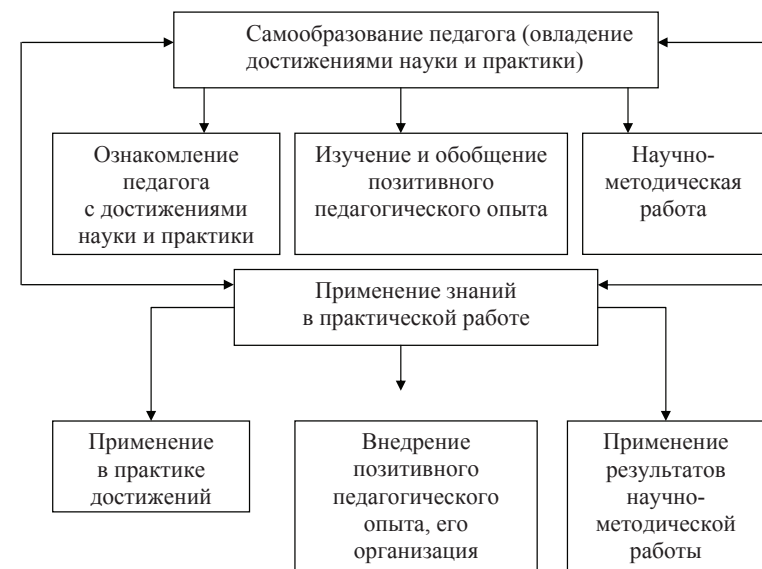 Самообразование педагога (овладение
достижениями науки и практики)
Ознакомление
педагога
с достижениями
науки и практики
Изучение и обобщение
позитивного
педагогического опыта
Научно-
методическая
работа
Применение знаний
в практической работе
Применение
в практике
достижений
Внедрение
позитивного
педагогического
опыта, его
организация
Применение
результатов
научно-
методической
работы